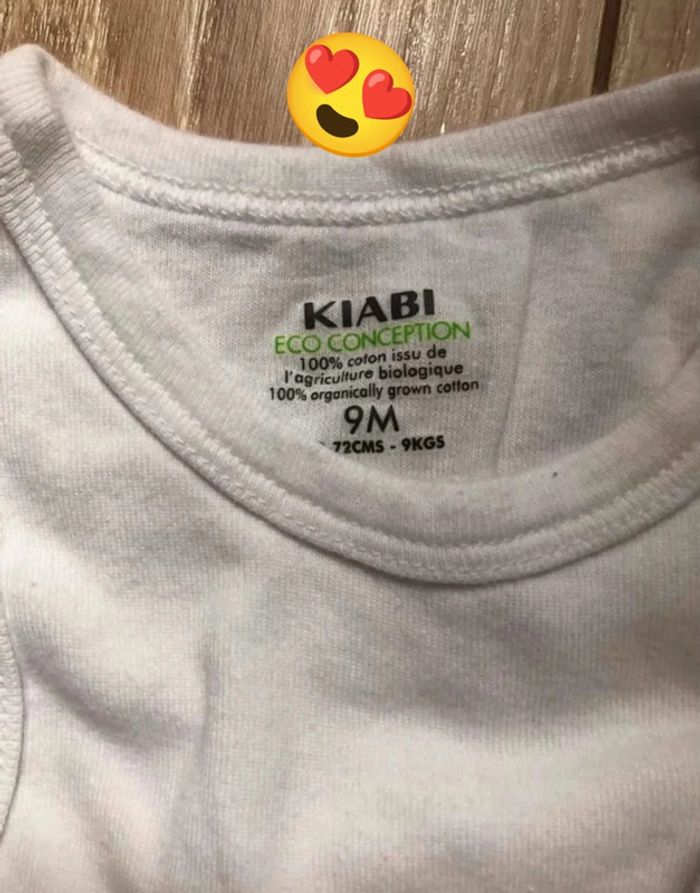 KIABI
ECO CONCEPTION
100% coton issu de
l'agriculture biologique
100% organically grown cotton
9M
72CMS - 9KGS